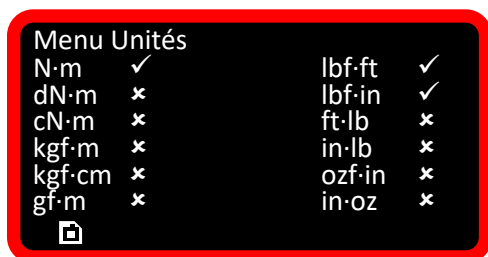 Menu Unités
N·m ✓ lbf·ft ✓
dN·m × lbf·in ✓
cN·m × ft·lb ×
kgf·m × in·lb ×
kgf·cm × ozf·in ×
gf·m × in·oz ×